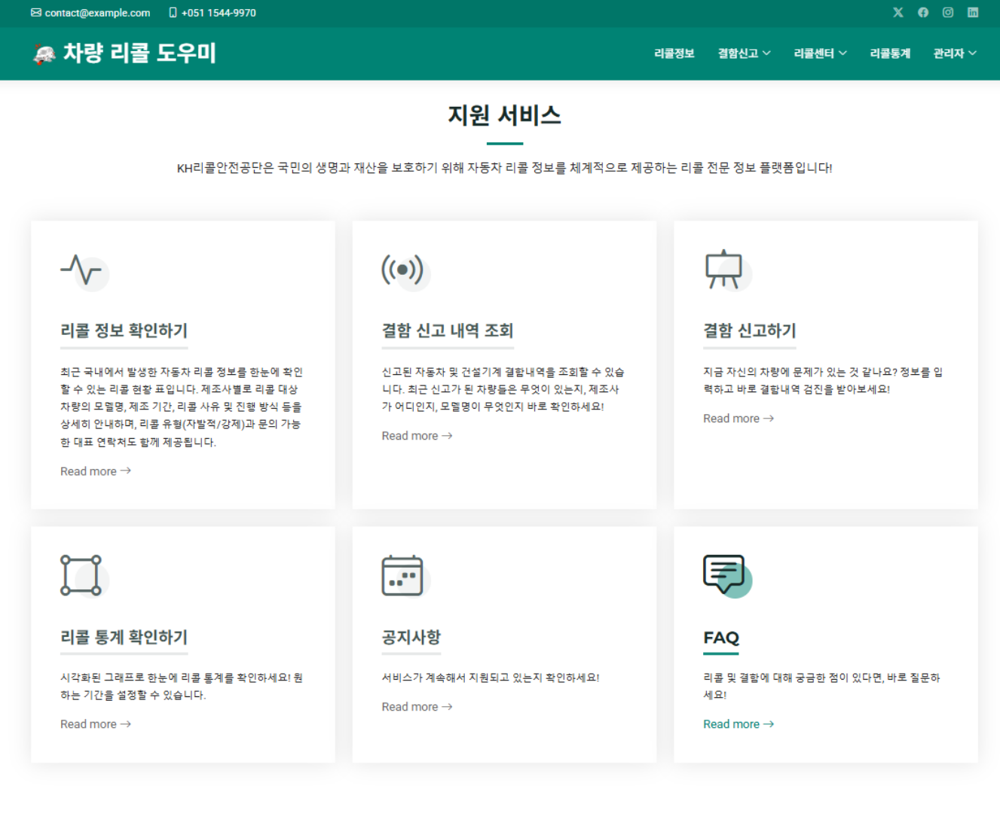 contact@example.com +051 1544-9970
차량 리콜 도우미
리콜정보 결함신고 리콜센터 리콜통계 관리자
지원 서비스
KH리콜안전공단은 국민의 생명과 재산을 보호하기 위해 자동차 리콜 정보를 체계적으로 제공하는 리콜 전문 정보 플랫폼입니다!
리콜 정보 확인하기
최근 국내에서 발생한 자동차 리콜 정보를 한눈에 확인
할 수 있는 리콜 현황 표입니다. 제조사별로 리콜 대상
차량의 모델명, 제조 기간, 리콜 사유 및 진행 방식 등을
상세히 안내하며, 리콜 유형(자발적/강제)과 문의 가능
한 대표 연락처도 함께 제공됩니다.
Read more
결함 신고 내역 조회
신고된 자동차 및 건설기계 결함내역을 조회할 수 있습
니다. 최근 신고가 된 차량들은 무엇이 있는지, 제조사
가 어디인지, 모델명이 무엇인지 바로 확인하세요!
Read more
결함 신고하기
지금 자신의 차량에 문제가 있는 것 같나요? 정보를 입
력하고 바로 결함내역 검진을 받아보세요!
Read more
리콜 통계 확인하기
시각화된 그래프로 한눈에 리콜 통계를 확인하세요! 원
하는 기간을 설정할 수 있습니다.
Read more
공지사항
서비스가 계속해서 지원되고 있는지 확인하세요!
Read more
FAQ
리콜 및 결함에 대해 궁금한 점이 있다면, 바로 질문하
세요!
Read more